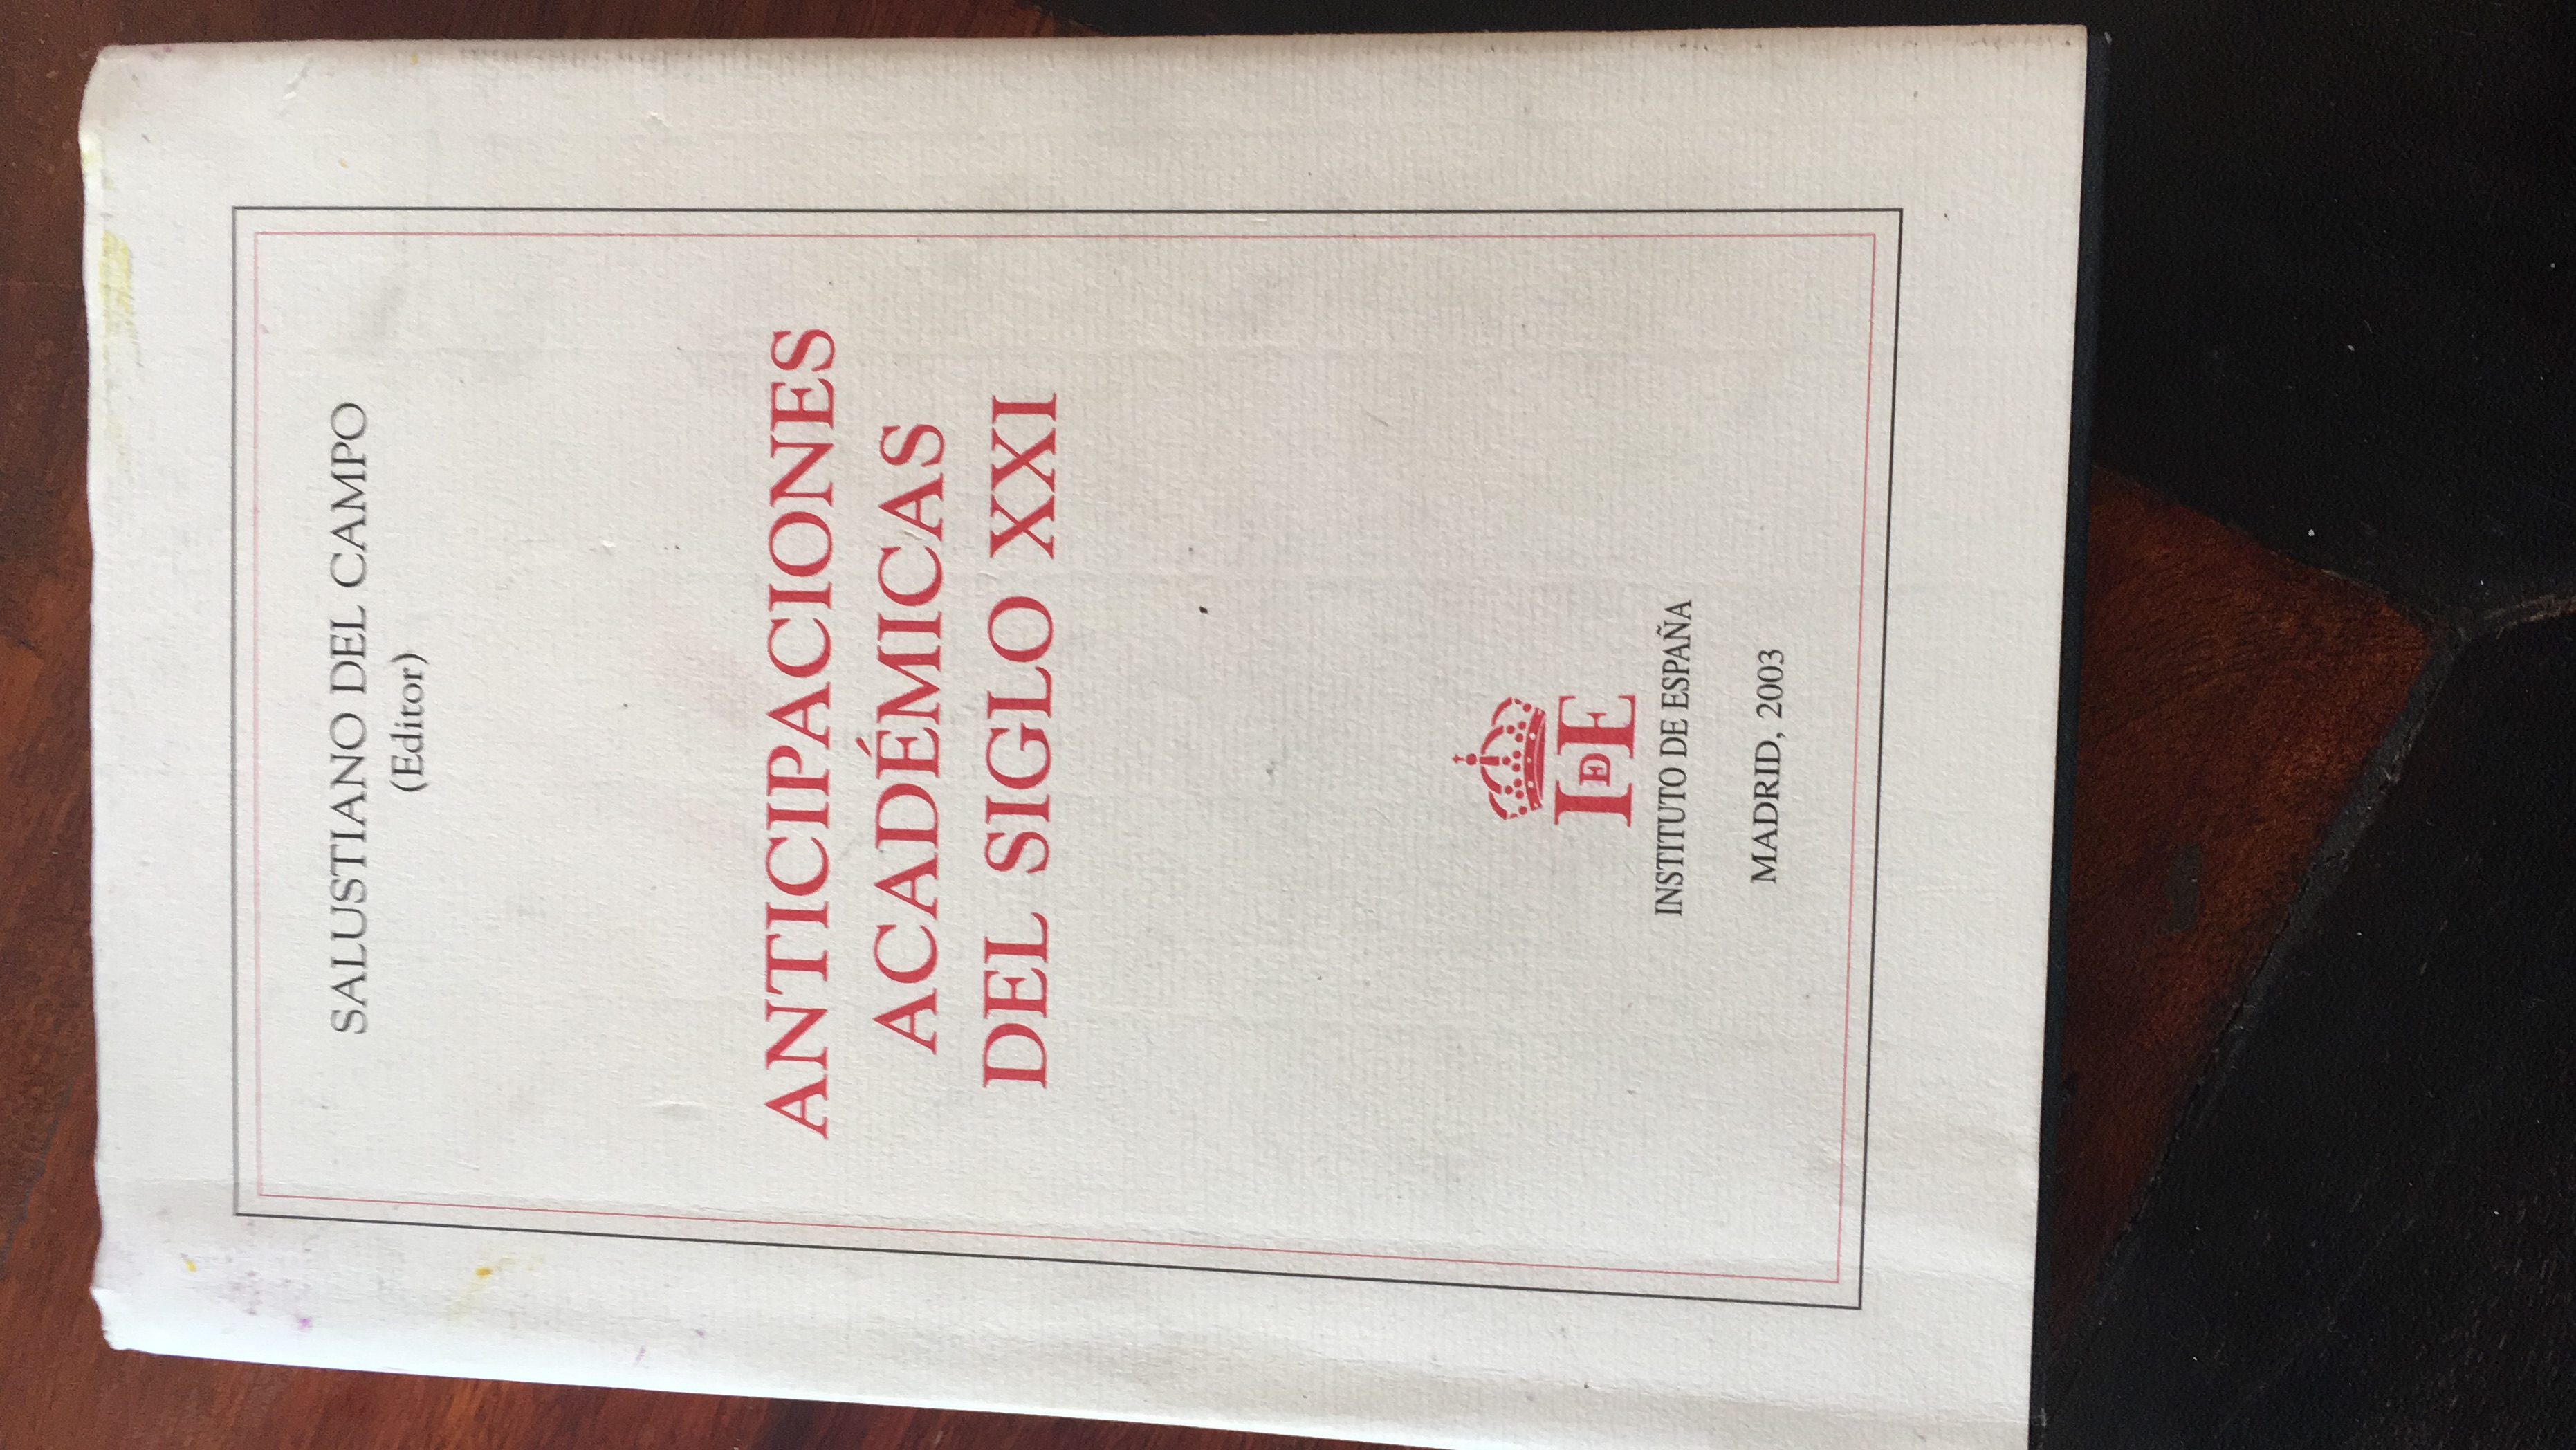 SALUSTIANO DEL CAMPO
(Editor)
ANTICIPACIONES
ACADÉMICAS
DEL SIGLO XXI
IDE
INSTITUTO DE ESPAÑA
MADRID, 2003